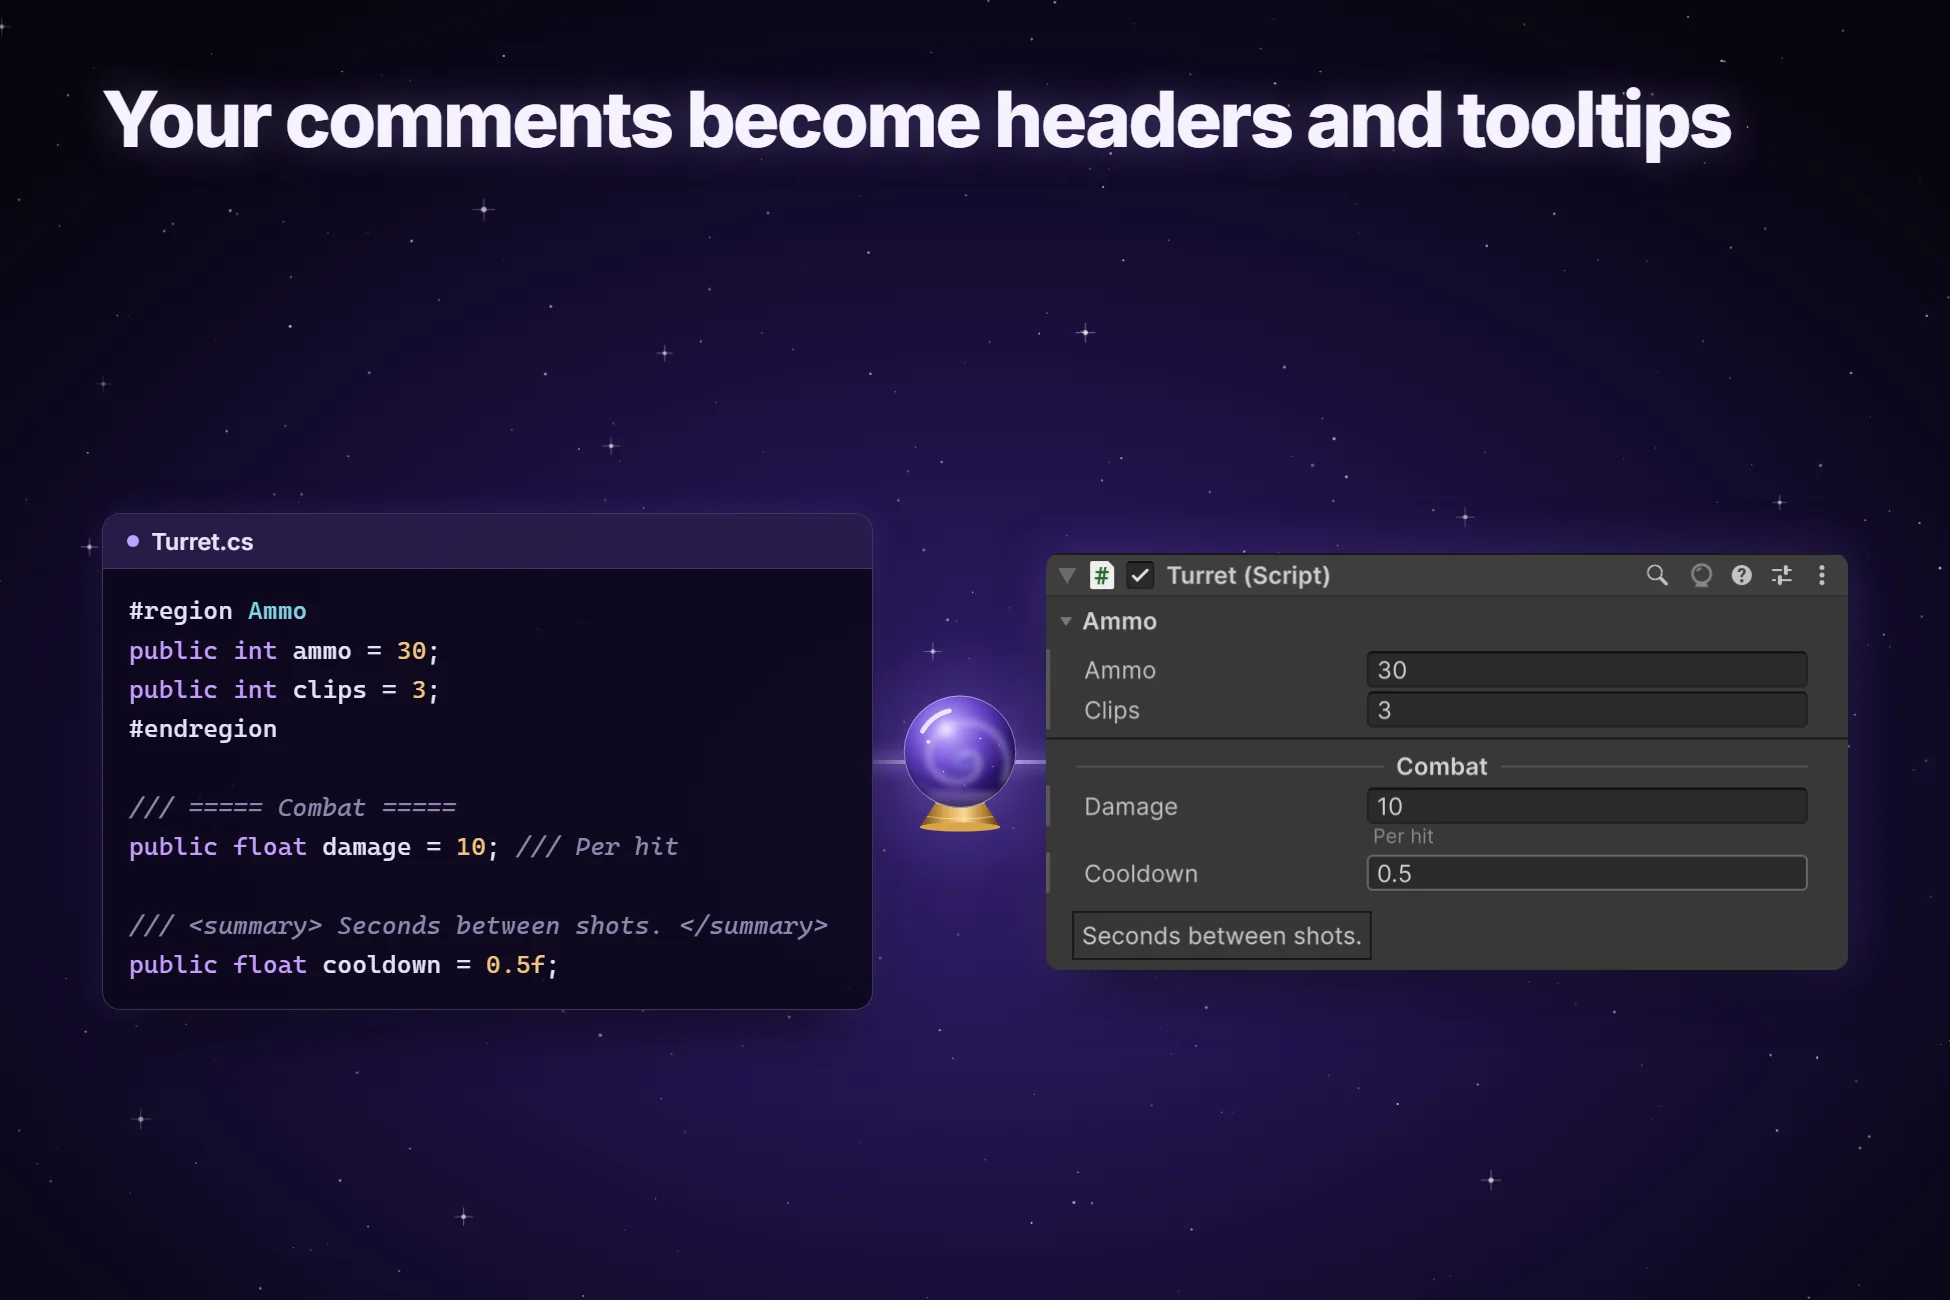 Your comments become headers and tooltips
Turret.cs
#region Ammo
public int ammo = 30;
public int clips = 3;
#endregion
/// ===== Combat =====
public float damage = 10; /// Per hit
/// <summary> Seconds between shots. </summary>
public float cooldown = 0.5f;
# Turret (Script) ?
Ammo
Ammo 30
Clips 3
Combat
Damage 10
Per hit
Cooldown 0.5
Seconds between shots.